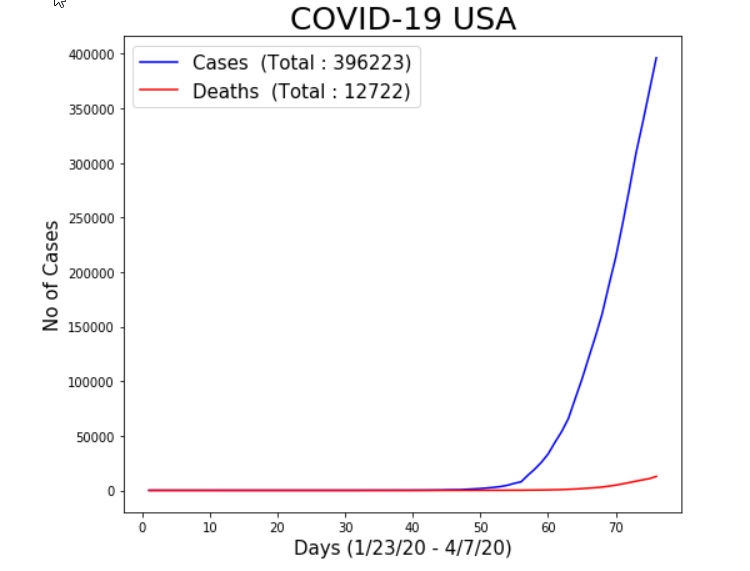 COVID-19 USA
Cases (Total : 396223)
Deaths (Total : 12722)
No of Cases
400000
350000
300000
250000
200000
150000
100000
50000
0
0 10 20 30 40 50 60 70
Days (1/23/20 - 4/7/20)